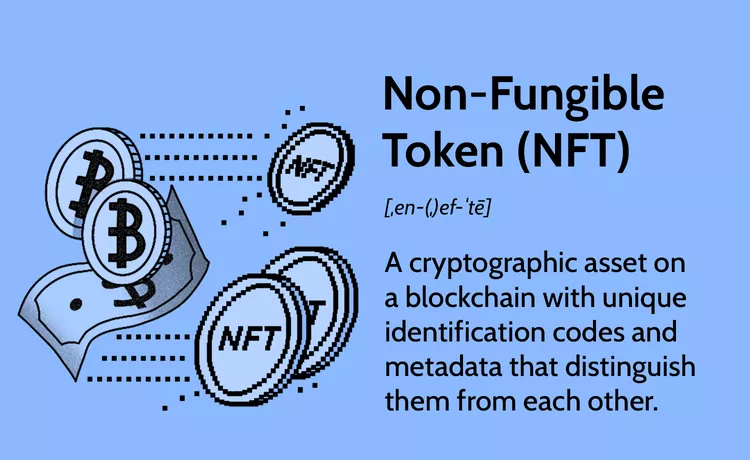 Non-Fungible
Token (NFT)
[ˌen-(ˌ)ef-ˈtē]
A cryptographic asset on
a blockchain with unique
identification codes and
metadata that distinguish
them from each other.
NFT
NFT
T